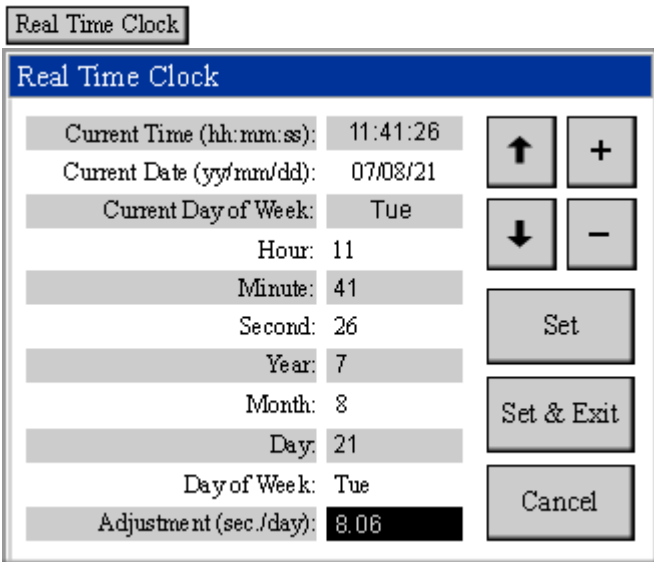 Real Time Clock
Real Time Clock
Current Time (hh:mm:ss): 11:41:26
Current Date (yy/mm/dd): 07/08/21
Current Day of Week: Tue
Hour: 11
Minute: 41
Second: 26
Year: 7
Month: 8
Day: 21
Day of Week: Tue
Adjustment (sec./day): 8.06
↑ +
↓ −
Set
Set & Exit
Cancel